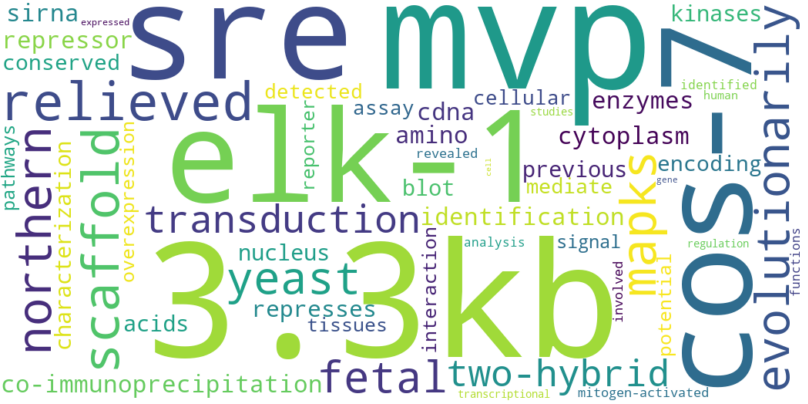 sirna
expressed
sre
mvp
kinases
repressor
conserved
relieved
detected
cellular
enzymes
identified
human
7
evolutionarily
elk-1
reporter
assay
cdna
studies
amino
cytoplasm
revealed
previous
encoding
cell
gene
blot
mediate
pathways
northern
characterization
scaffold
overexpression
transduction
identification
mapks
cos-
3.3kb
nucleus
analysis
signal
regulation
functions
yeast
interaction
involved
potential
represses
acids
tissues
fetal
two-hybrid
co-immunoprecipitation
transcriptional
mitogen-activated